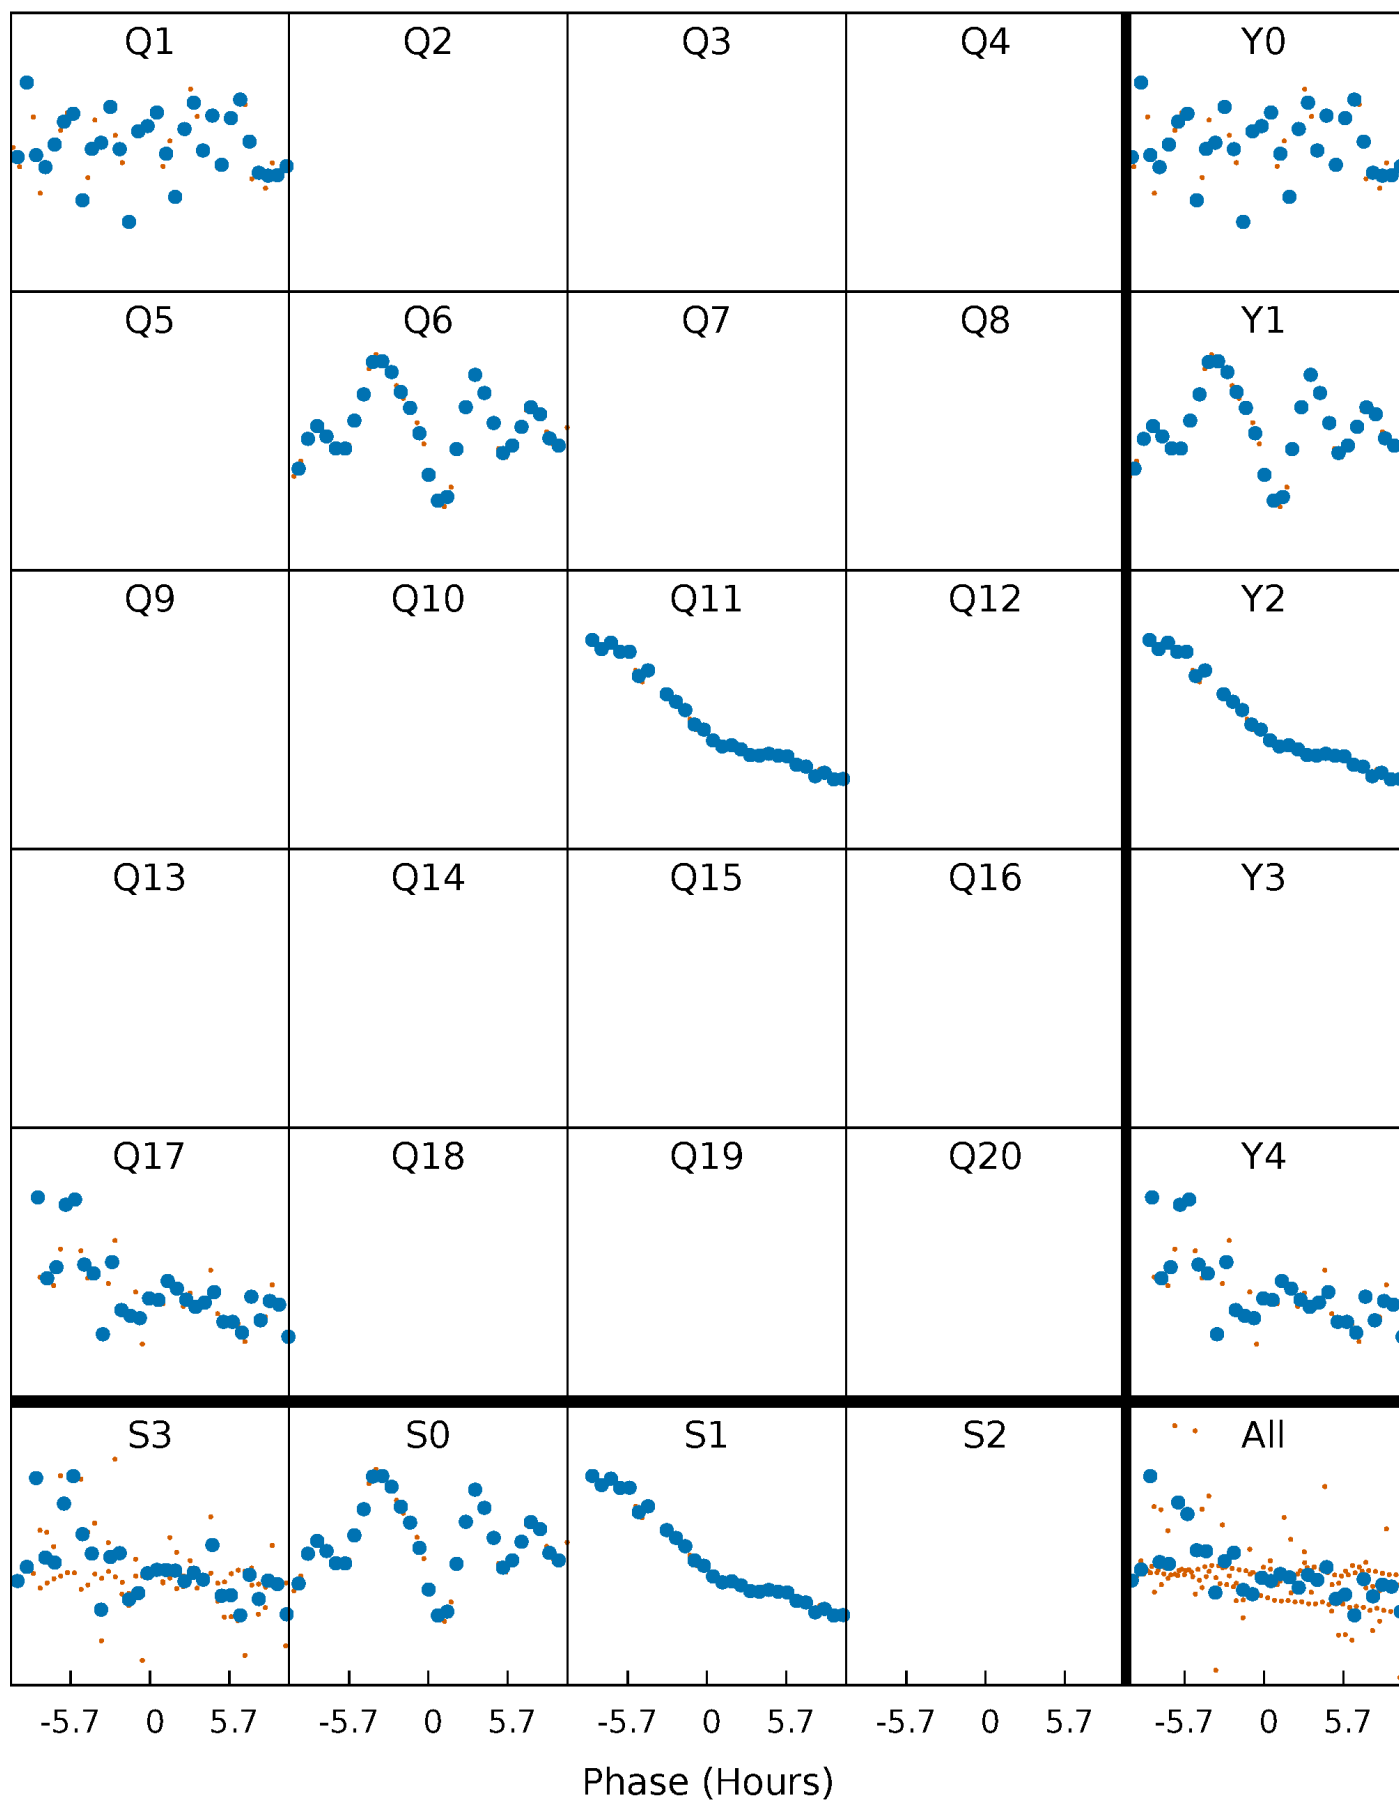 Q1 Q2 Q3 Q4 Y0
Q5 Q6 Q7 Q8 Y1
Q9 Q10 Q11 Q12 Y2
Q13 Q14 Q15 Q16 Y3
Q17 Q18 Q19 Q20 Y4
S3 S0 S1 S2 All
-5.7 0 5.7 -5.7 0 5.7 -5.7 0 5.7 -5.7 0 5.7 -5.7 0 5.7
Phase (Hours)